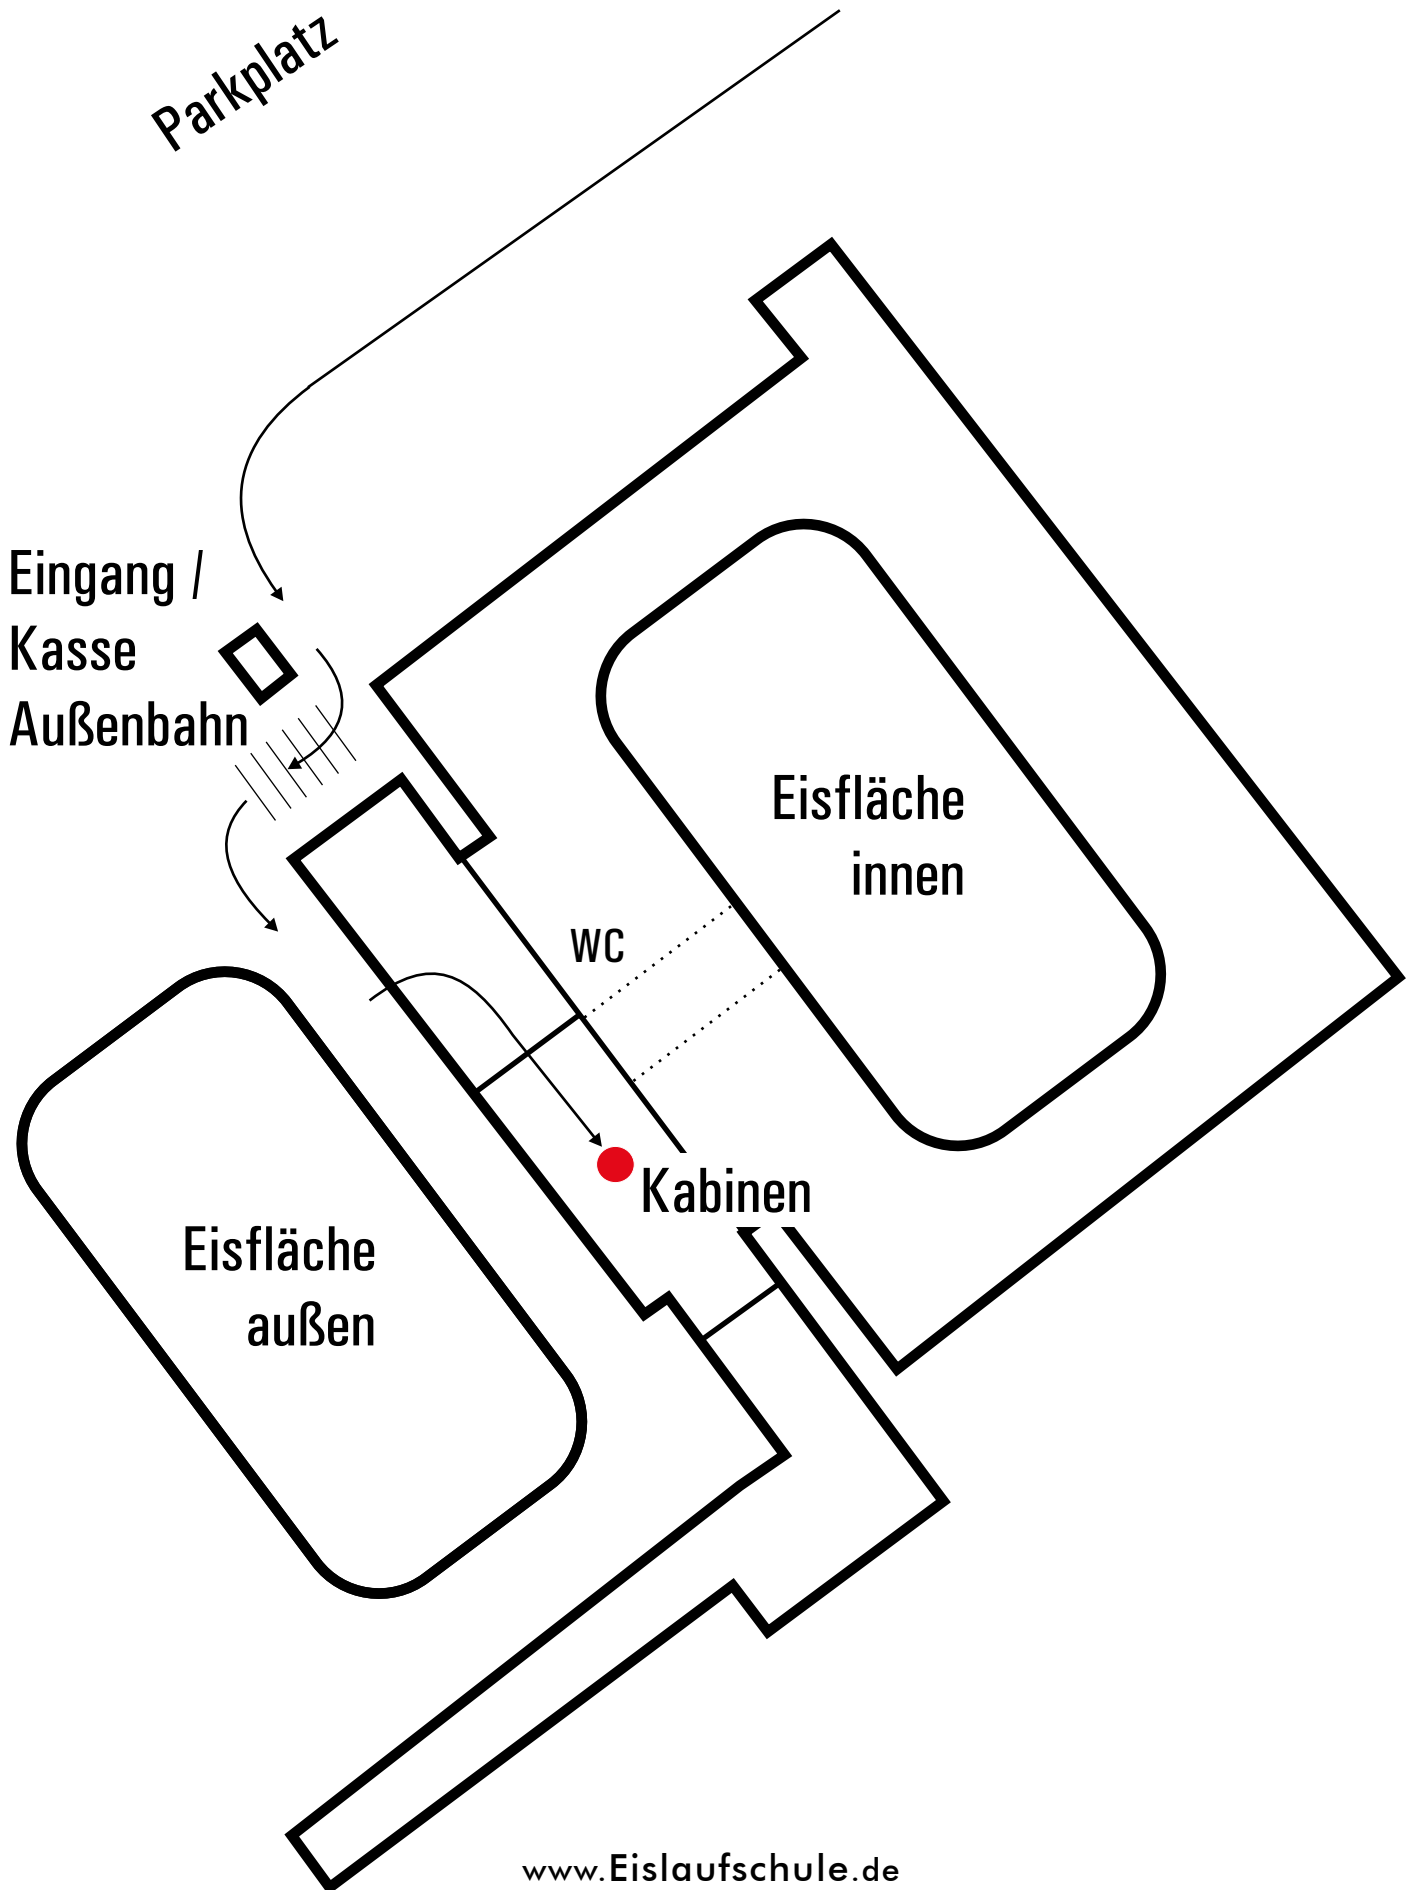 Parkplatz
Eingang /
Kasse
Außenbahn
Eisfläche
innen
WC
Kabinen
Eisfläche
außen
www.Eislaufschule.de